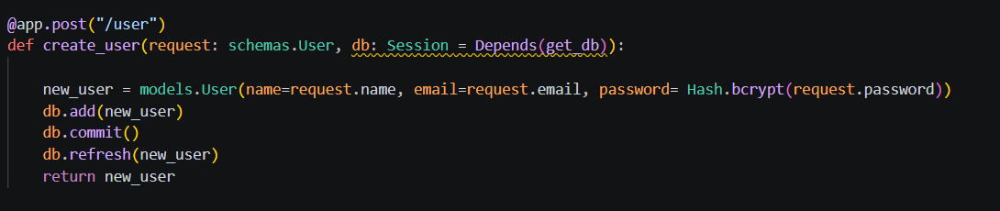 @app.post("/user")
def create_user(request: schemas.User, db: Session = Depends(get_db)):
new_user = models.User(name=request.name, email=request.email, password= Hash.bcrypt(request.password))
db.add(new_user)
db.commit()
db.refresh(new_user)
return new_user